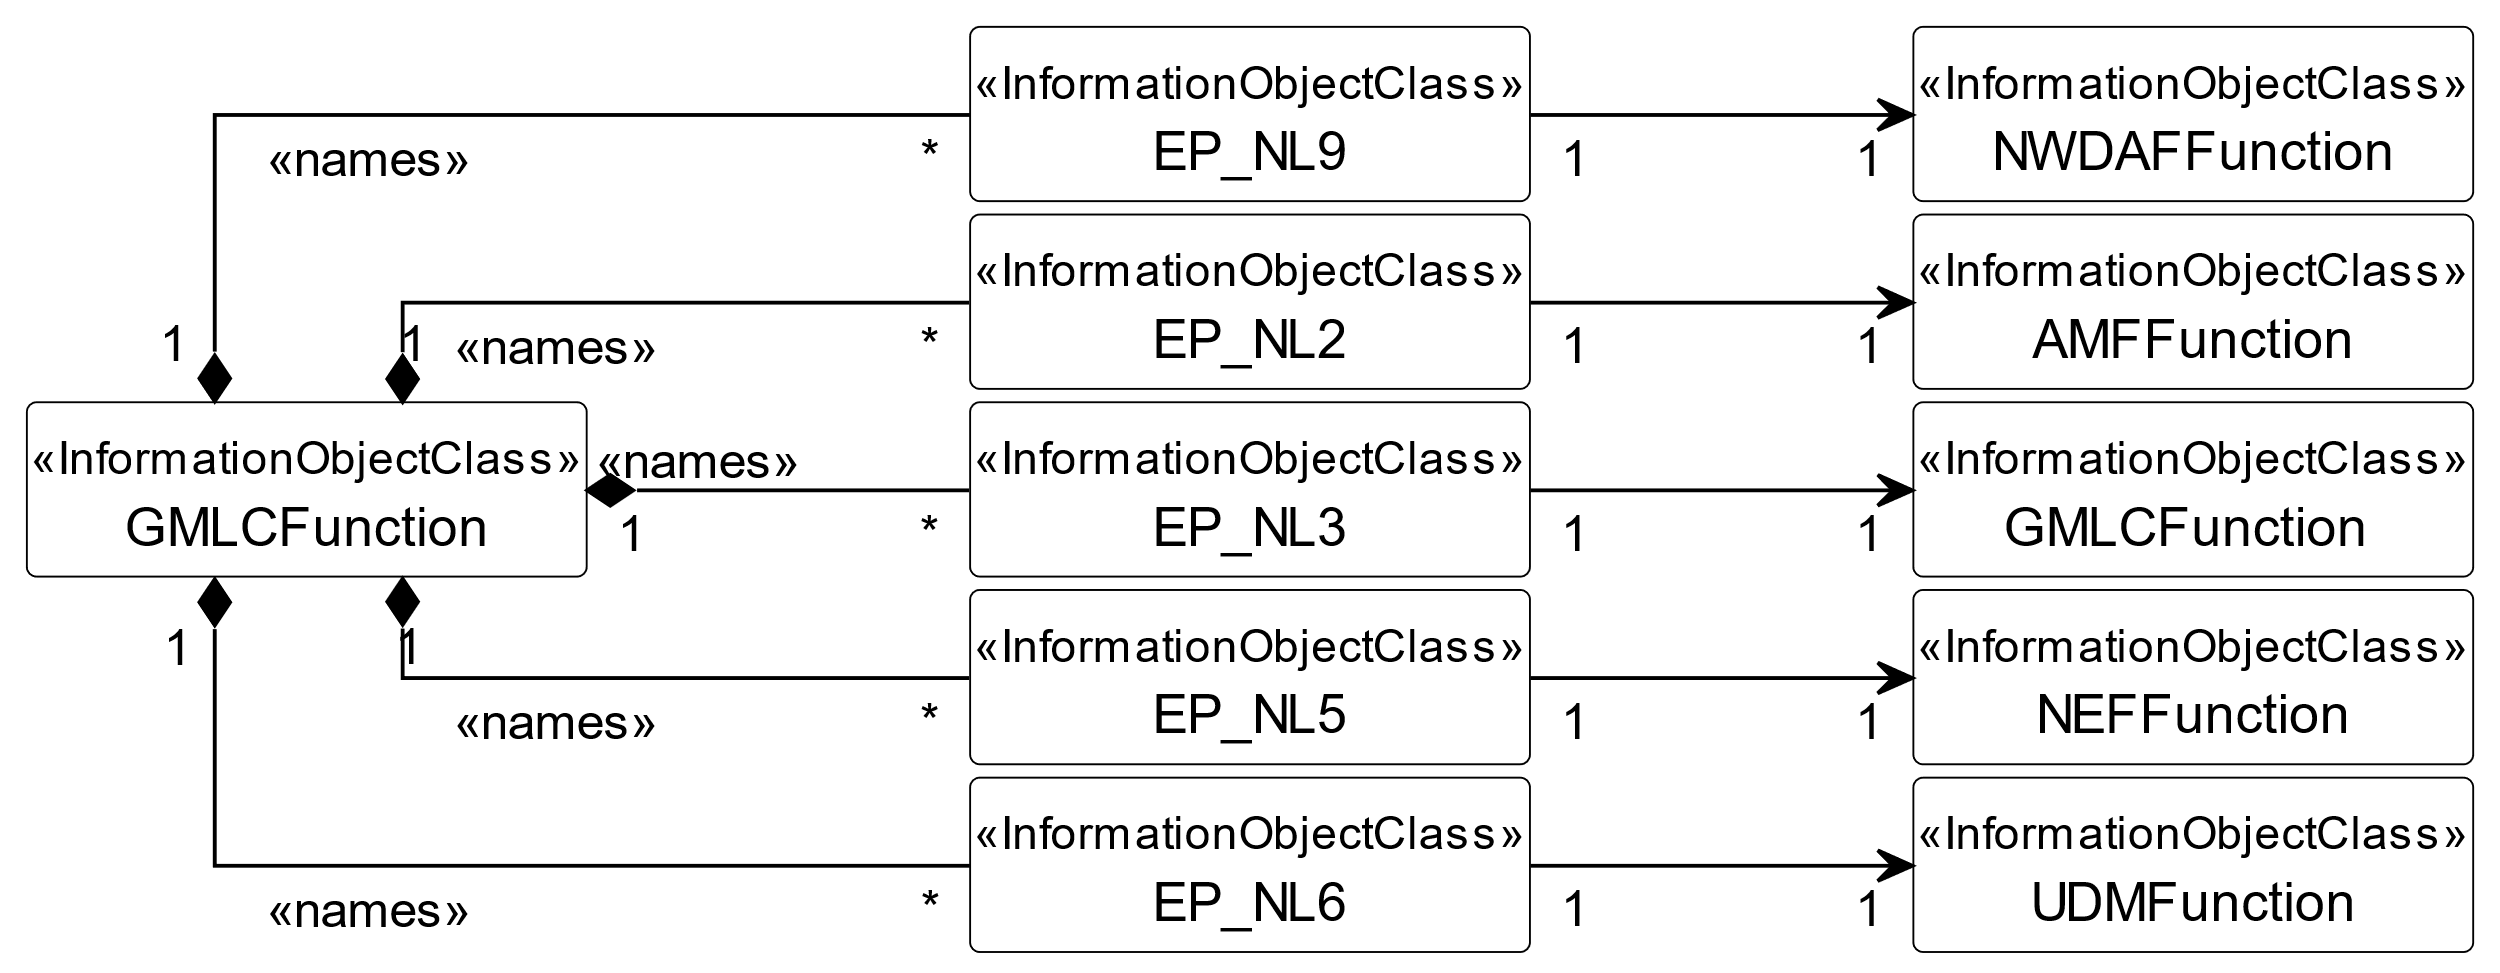 «InformationObjectClass»
EP_NL9
«InformationObjectClass»
NWDAFFunction
«names»
*
1
1
1
«InformationObjectClass»
EP_NL2
«InformationObjectClass»
AMFFunction
1
«names»
*
1
1
«InformationObjectClass»
GMLCFunction
«names»
1
*
«InformationObjectClass»
EP_NL3
1
1
«InformationObjectClass»
GMLCFunction
1
«names»
*
«InformationObjectClass»
EP_NL5
1
1
«InformationObjectClass»
NEFFunction
1
«names»
*
«InformationObjectClass»
EP_NL6
1
1
«InformationObjectClass»
UDMFunction